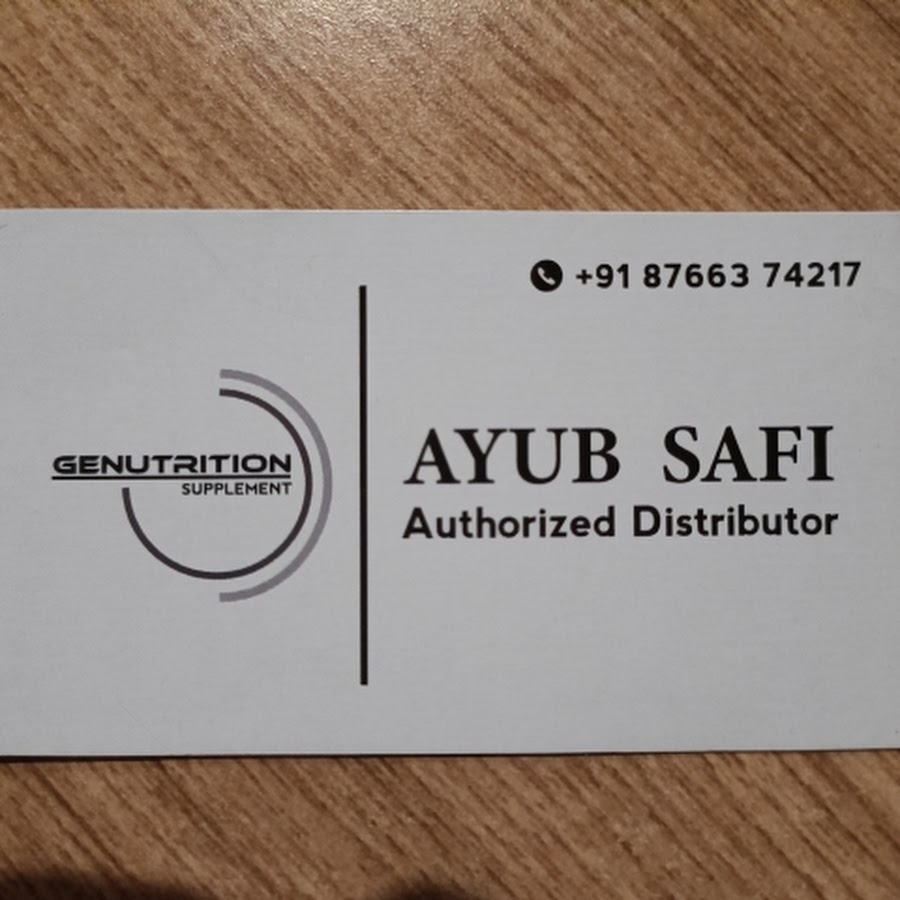 +91 87663 74217
GENUTRITION
SUPPLEMENT
AYUB SAFI
Authorized Distributor